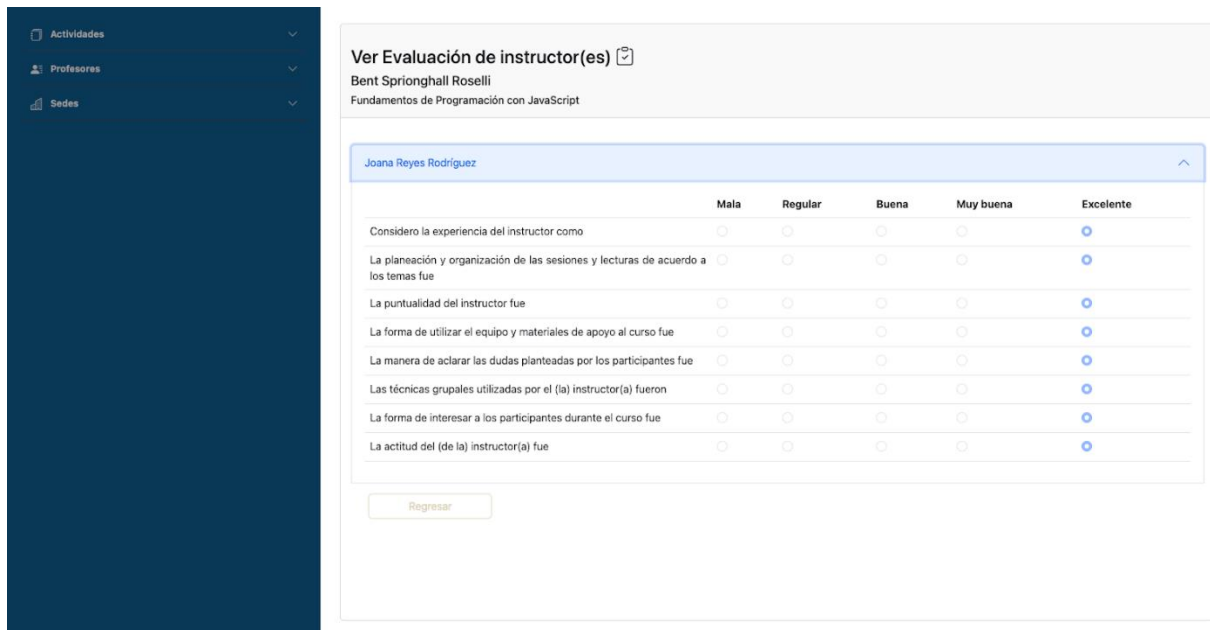 Actividades
Profesores
Sedes
Ver Evaluación de instructor(es)
Bent Sprionghall Roselli
Fundamentos de Programación con JavaScript
Joana Reyes Rodríguez
Mala Regular Buena Muy buena Excelente
Considero la experiencia del instructor como
La planeación y organización de las sesiones y lecturas de acuerdo a
los temas fue
La puntualidad del instructor fue
La forma de utilizar el equipo y materiales de apoyo al curso fue
La manera de aclarar las dudas planteadas por los participantes fue
Las técnicas grupales utilizadas por el (la) instructor(a) fueron
La forma de interesar a los participantes durante el curso fue
La actitud del (de la) instructor(a) fue
Regresar